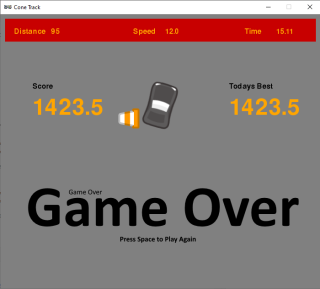 Cone Track
Distance 95 Speed 12.0 Time 15.11
Score Todays Best
1423.5 1423.5
Game Over
Game Over
Press Space to Play Again